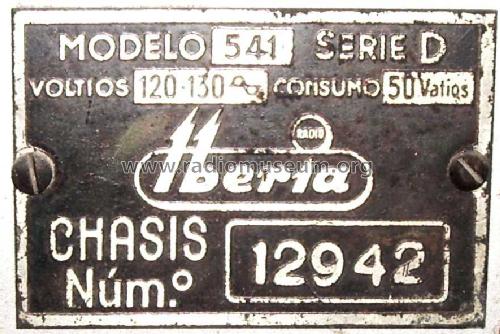 MODELO 541 SERIE D
VOLTIOS 120-130 CONSUMO 50 Vatios
RADIO
Iberia
www.radiomuseum.org
CHASIS Núm.º 12942